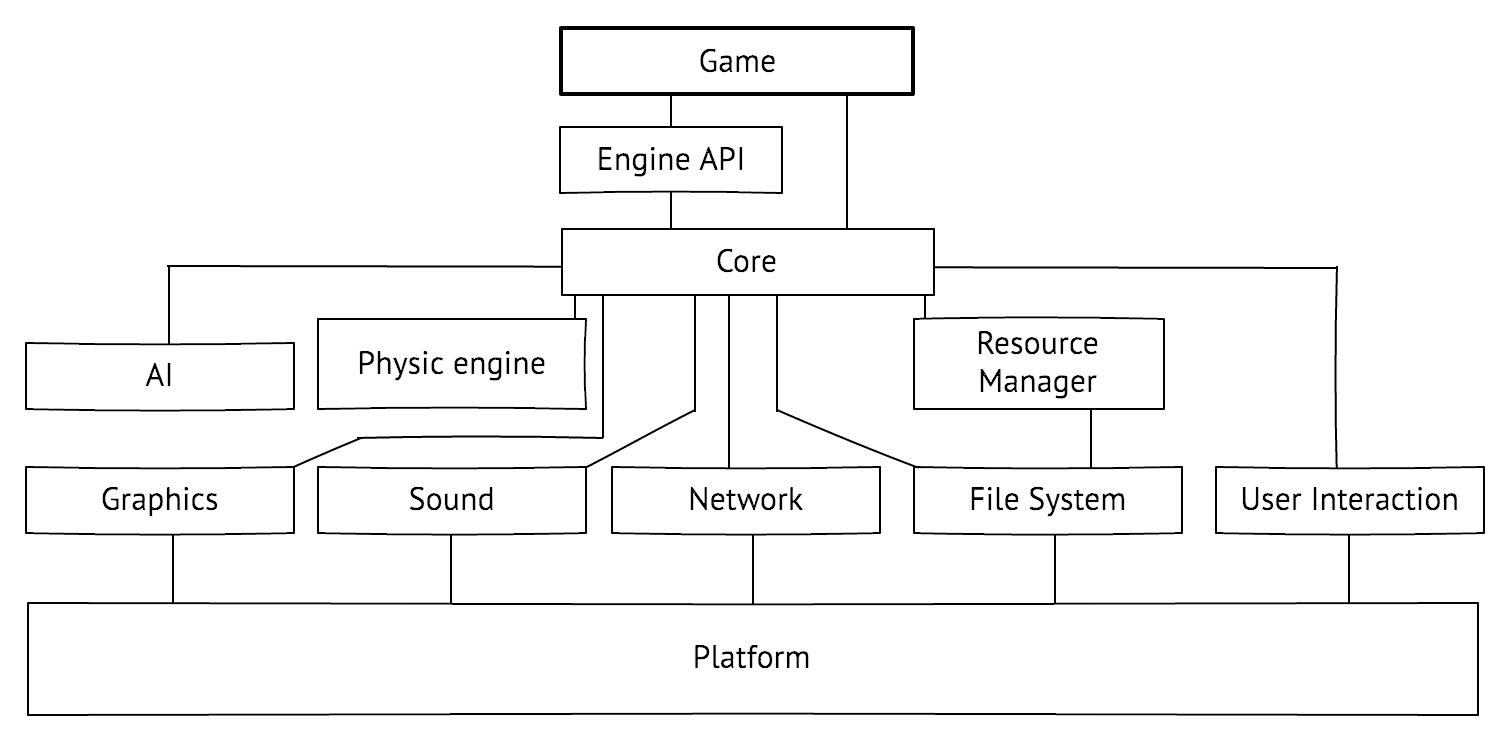 Game
Engine API
Core
AI
Physic engine
Resource
Manager
Graphics
Sound
Network
File System
User Interaction
Platform